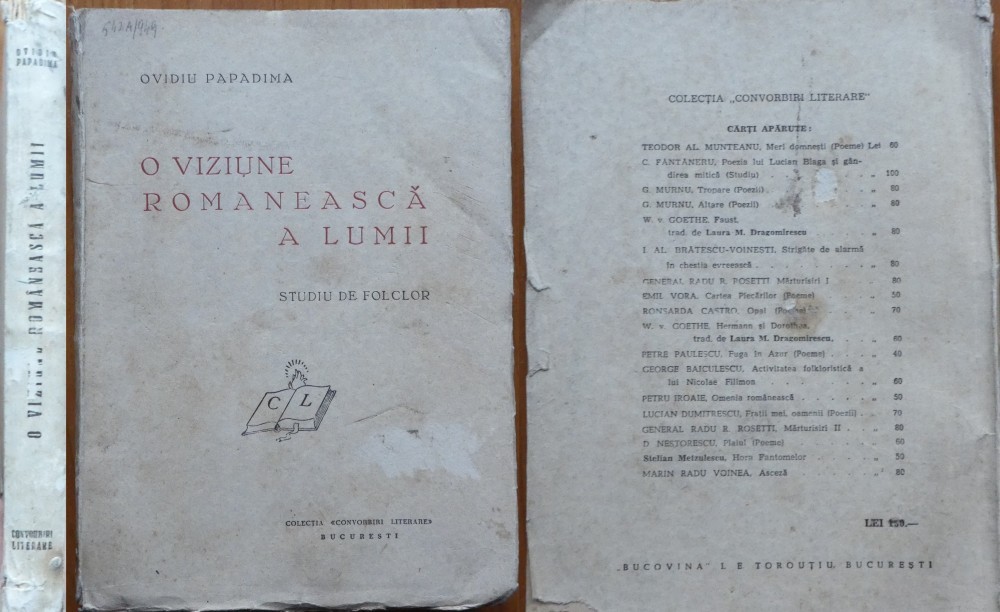 OVIDIU
PAPADIMA
O VIZIUNE ROMÂNEASCĂ A LUMII
CONVORBIRI
LITERARE
542A/949
OVIDIU PAPADIMA
O VIZIUNE
ROMANEASCĂ
A LUMII
STUDIU DE FOLCLOR
C L
COLECȚIA «CONVORBIRI LITERARE»
BUCUREȘTI
COLECȚIA „CONVORBIRI LITERARE"
CĂRȚI APĂRUTE:
TEODOR AL. MUNTEANU, Meri domnești (Poeme) Lei 60
C. FANTANERU, Poezia lui Lucian Blaga și gân-
direa mitică (Studiu) . . . . . . „ 100
G. MURNU, Tropare (Poezii) . . . . . . „ 80
G. MURNU, Altare (Poezii) . . . . . . „ 80
W. v. GOETHE, Faust,
trad. de Laura M. Dragomirescu . . . „ 80
I. AL. BRĂTESCU-VOINEȘTI, Strigăte de alarmă
în chestia evreească . . . . . . . „ 80
GENERAL RADU R. ROSETTI Mărturisiri I „ 80
EMIL VORA, Cartea Plecărilor (Poeme) . . „ 50
RONSARDA CASTRO, Opal (Poeme) . . . „ 70
W. v. GOETHE, Hermann și Dorothea,
trad. de Laura M. Dragomirescu, . . „ 60
PETRE PAULESCU, Fuga în Azur (Poeme) . . „ 40
GEORGE BAICULESCU, Activitatea folkloristică a
lui Nicolae Filimon . . . . . . „ 60
PETRU IROAIE, Omenia românească . . . . „ 50
LUCIAN DUMITRESCU, Frații mei, oamenii (Poezii) . „ 70
GENERAL RADU R. ROSETTI, Mărturisiri II . „ 80
D. NESTORESCU, Plaiul (Poeme) . . . „ 60
Stelian Metzulescu, Hora Fantomelor . . . „ 50
MARIN RADU VOINEA, Asceză . . . . „ 80
LEI 150.—
„BUCOVINA" I. E. TOROUȚIU, BUCUREȘTI